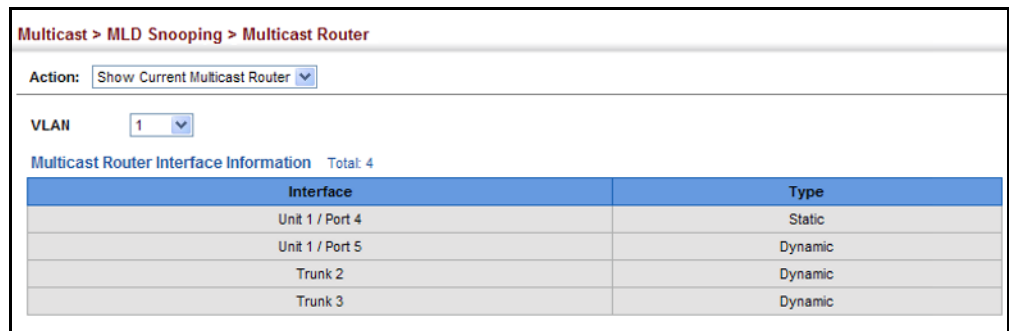 Multicast > MLD Snooping > Multicast Router
Action: Show Current Multicast Router
VLAN 1
Multicast Router Interface Information Total: 4
Interface Type
Unit 1 / Port 4 Static
Unit 1 / Port 5 Dynamic
Trunk 2 Dynamic
Trunk 3 Dynamic